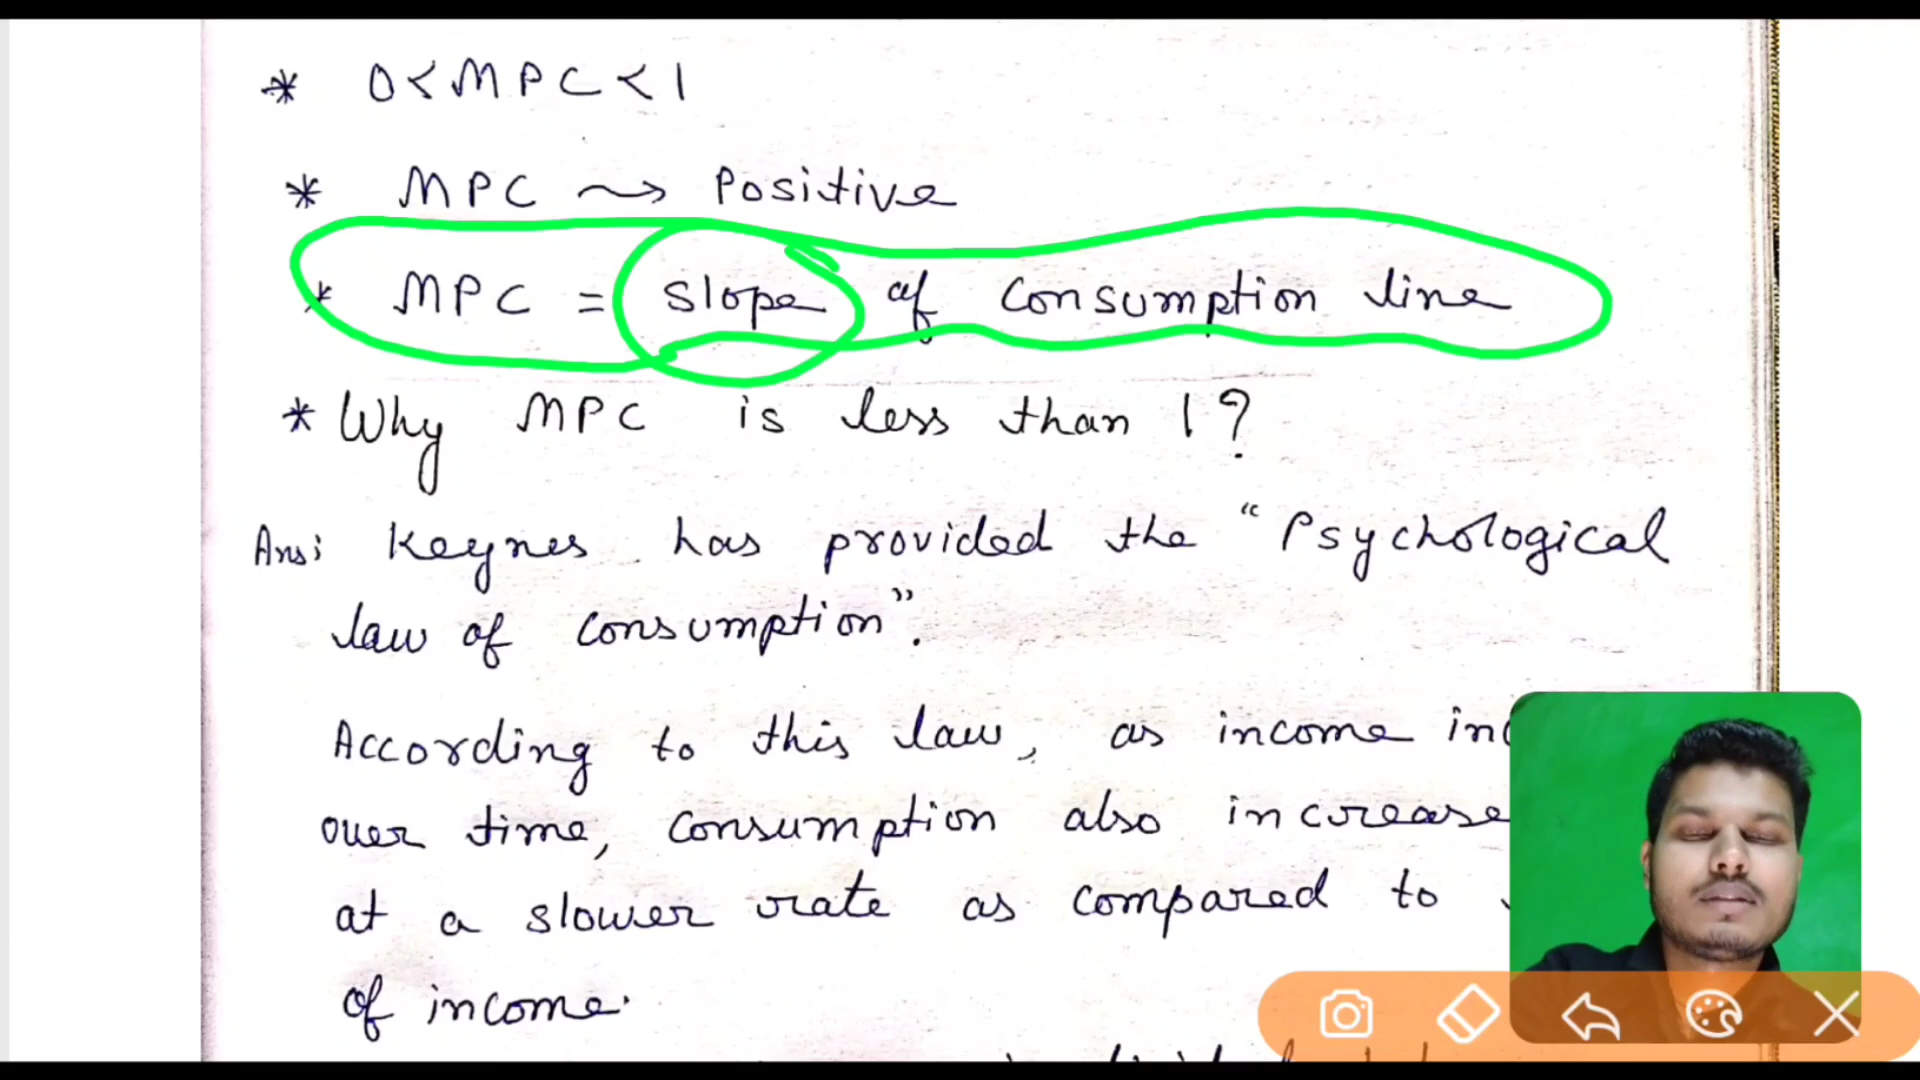 * 0<MPC<1
* MPC ⇝ Positive
* MPC = slope of Consumption line
* Why MPC is less than 1?
Ans: Keynes has provided the "Psychological
law of consumption".
According to this law, as income
over time, consumption also increase
at a slower rate as compared to
of income.